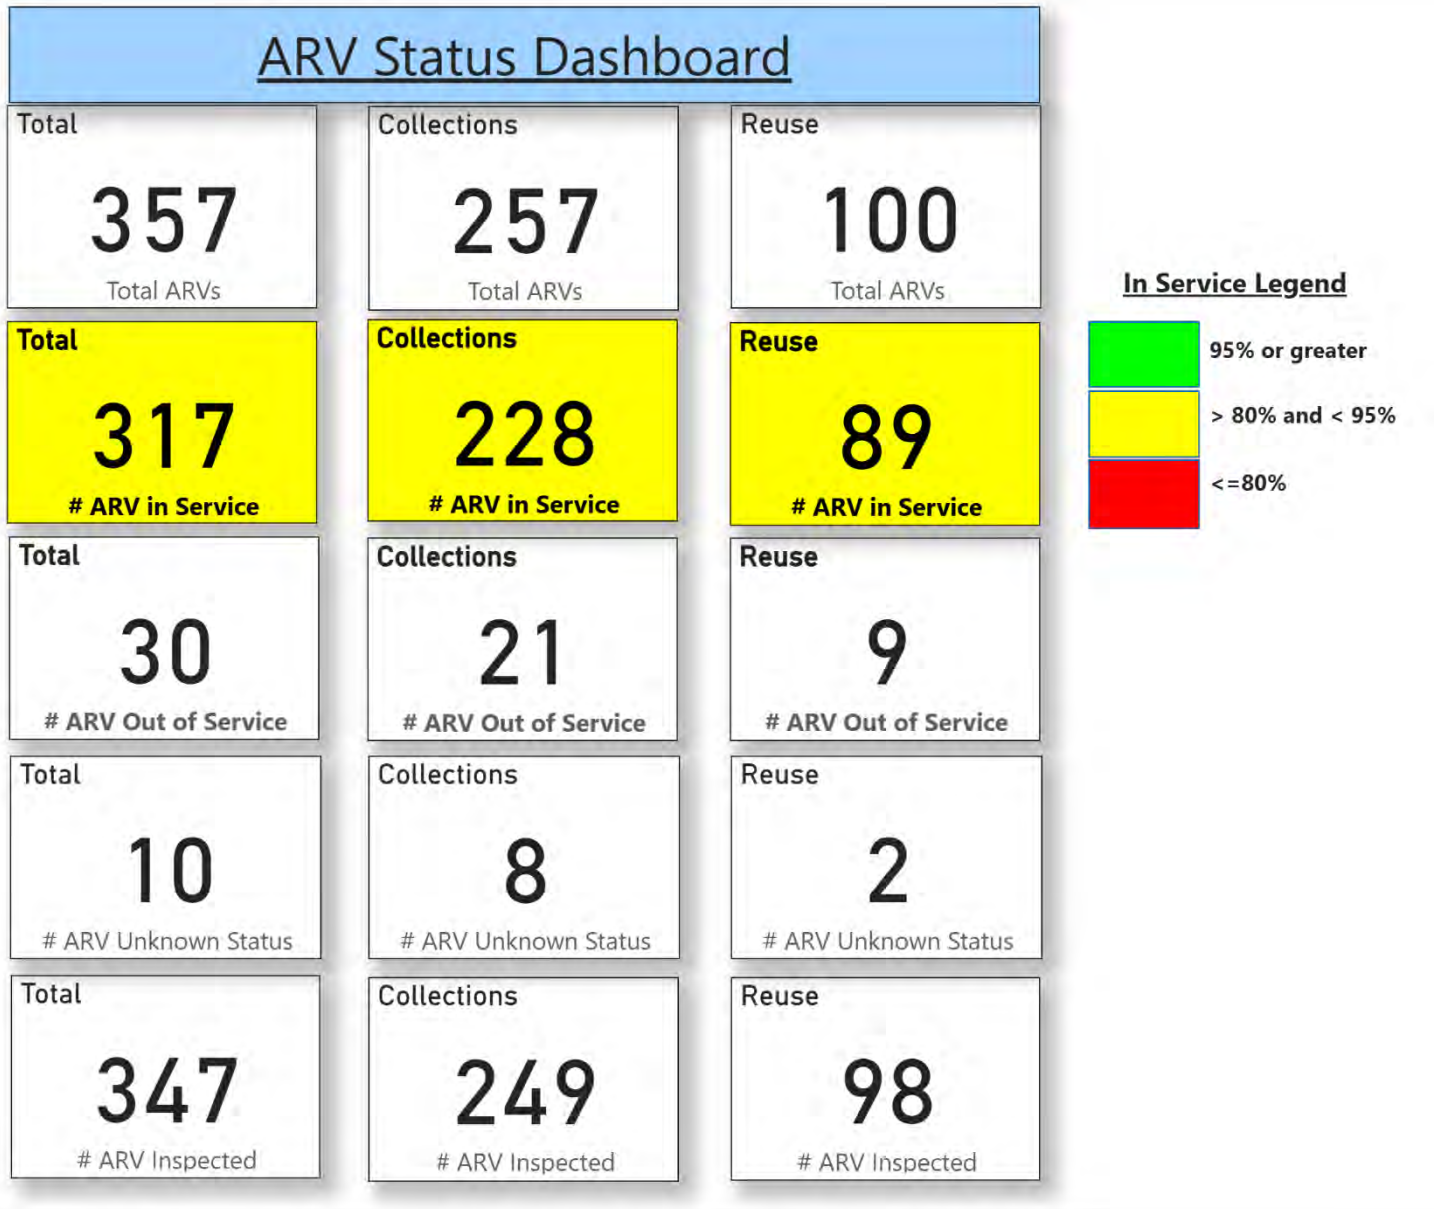 ARV Status Dashboard
Total
Collections
Reuse
357
257
100
Total ARVs
Total ARVs
Total ARVs
In Service Legend
95% or greater
> 80% and < 95%
<=80%
Total
Collections
Reuse
317
228
89
# ARV in Service
# ARV in Service
# ARV in Service
Total
Collections
Reuse
30
21
9
# ARV Out of Service
# ARV Out of Service
# ARV Out of Service
Total
Collections
Reuse
10
8
2
# ARV Unknown Status
# ARV Unknown Status
# ARV Unknown Status
Total
Collections
Reuse
347
249
98
# ARV Inspected
# ARV Inspected
# ARV Inspected